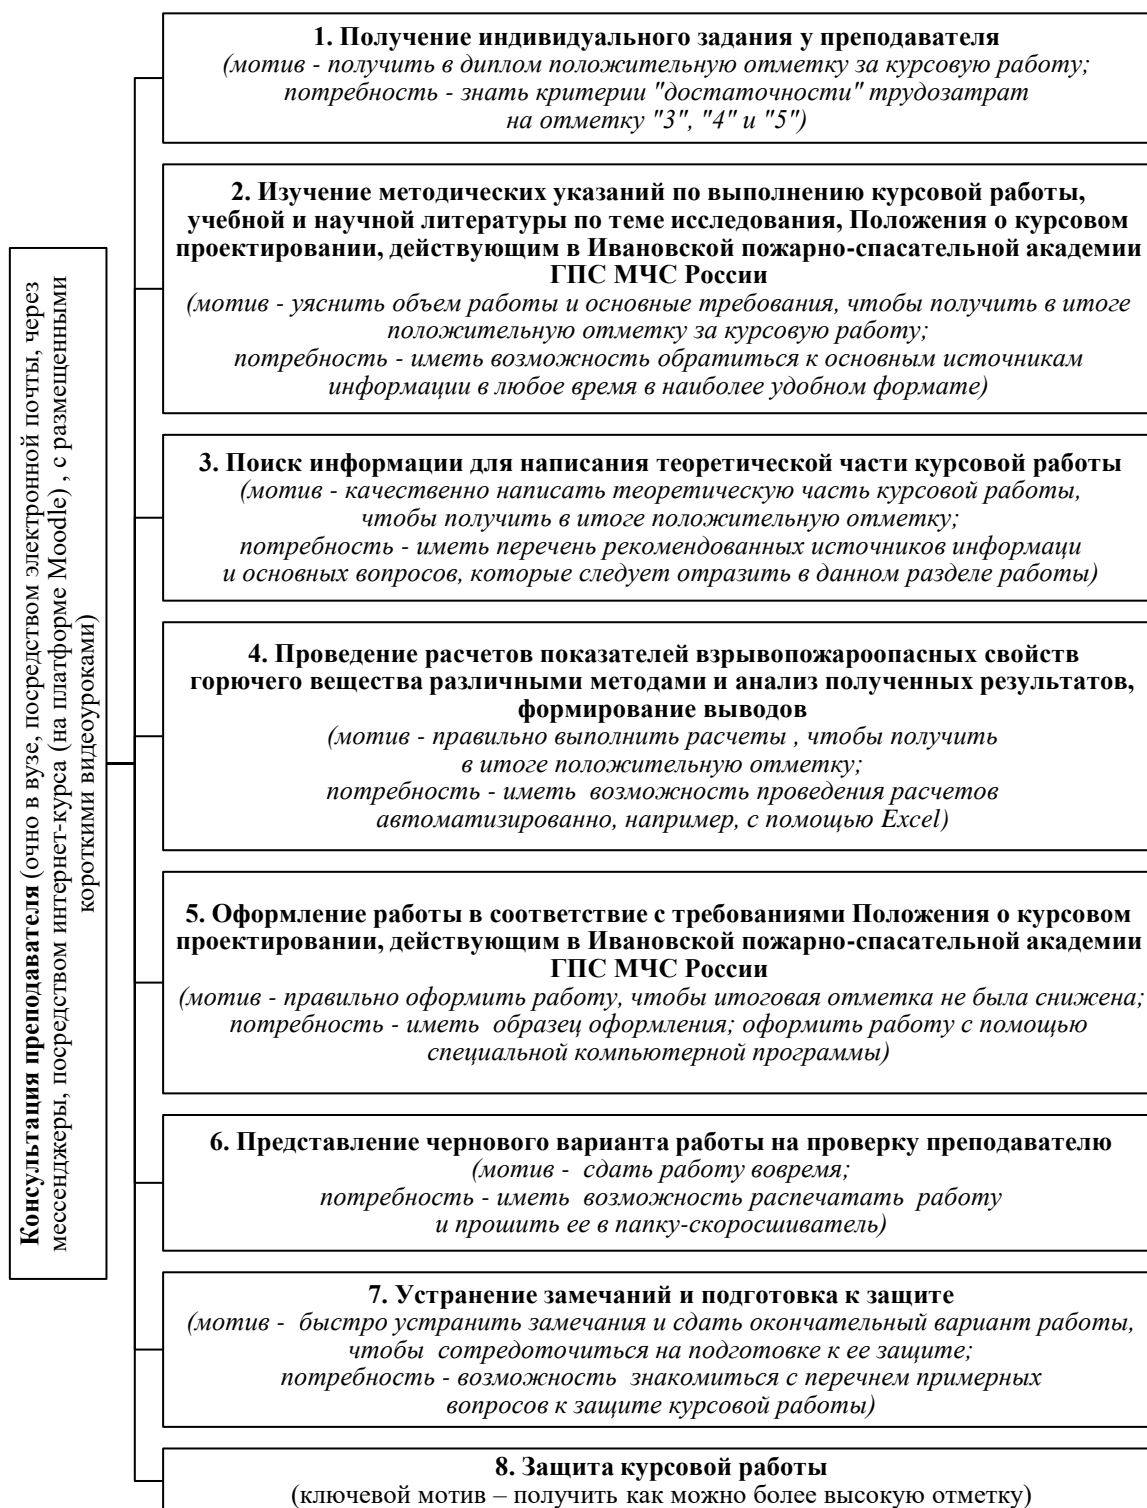 1. Получение индивидуального задания у преподавателя
(мотив - получить в диплом положительную отметку за курсовую работу;
потребность - знать критерии "достаточности" трудозатрат
на отметку "3", "4" и "5")
2. Изучение методических указаний по выполнению курсовой работы,
учебной и научной литературы по теме исследования, Положения о курсовом
проектировании, действующим в Ивановской пожарно-спасательной академии
ГПС МЧС России
(мотив - уяснить объем работы и основные требования, чтобы получить в итоге
положительную отметку за курсовую работу;
потребность - иметь возможность обратиться к основным источникам
информации в любое время в наиболее удобном формате)
3. Поиск информации для написания теоретической части курсовой работы
(мотив - качественно написать теоретическую часть курсовой работы,
чтобы получить в итоге положительную отметку;
потребность - иметь перечень рекомендованных источников информаци
и основных вопросов, которые следует отразить в данном разделе работы)
4. Проведение расчетов показателей взрывопожароопасных свойств
горючего вещества различными методами и анализ полученных результатов,
формирование выводов
(мотив - правильно выполнить расчеты , чтобы получить
в итоге положительную отметку;
потребность - иметь возможность проведения расчетов
автоматизированно, например, с помощью Excel)
5. Оформление работы в соответствие с требованиями Положения о курсовом
проектировании, действующим в Ивановской пожарно-спасательной академии
ГПС МЧС России
(мотив - правильно оформить работу, чтобы итоговая отметка не была снижена;
потребность - иметь образец оформления; оформить работу с помощью
специальной компьютерной программы)
6. Представление чернового варианта работы на проверку преподавателю
(мотив - сдать работу вовремя;
потребность - иметь возможность распечатать работу
и прошить ее в папку-скоросшиватель)
7. Устранение замечаний и подготовка к защите
(мотив - быстро устранить замечания и сдать окончательный вариант работы,
чтобы сотредоточиться на подготовке к ее защите;
потребность - возможность знакомиться с перечнем примерных
вопросов к защите курсовой работы)
8. Защита курсовой работы
(ключевой мотив – получить как можно более высокую отметку)
Консультация преподавателя (очно в вузе, посредством электронной почты, через
мессенджеры, посредством интернет-курса (на платформе Moodle) , с размещенными
короткими видеоуроками)